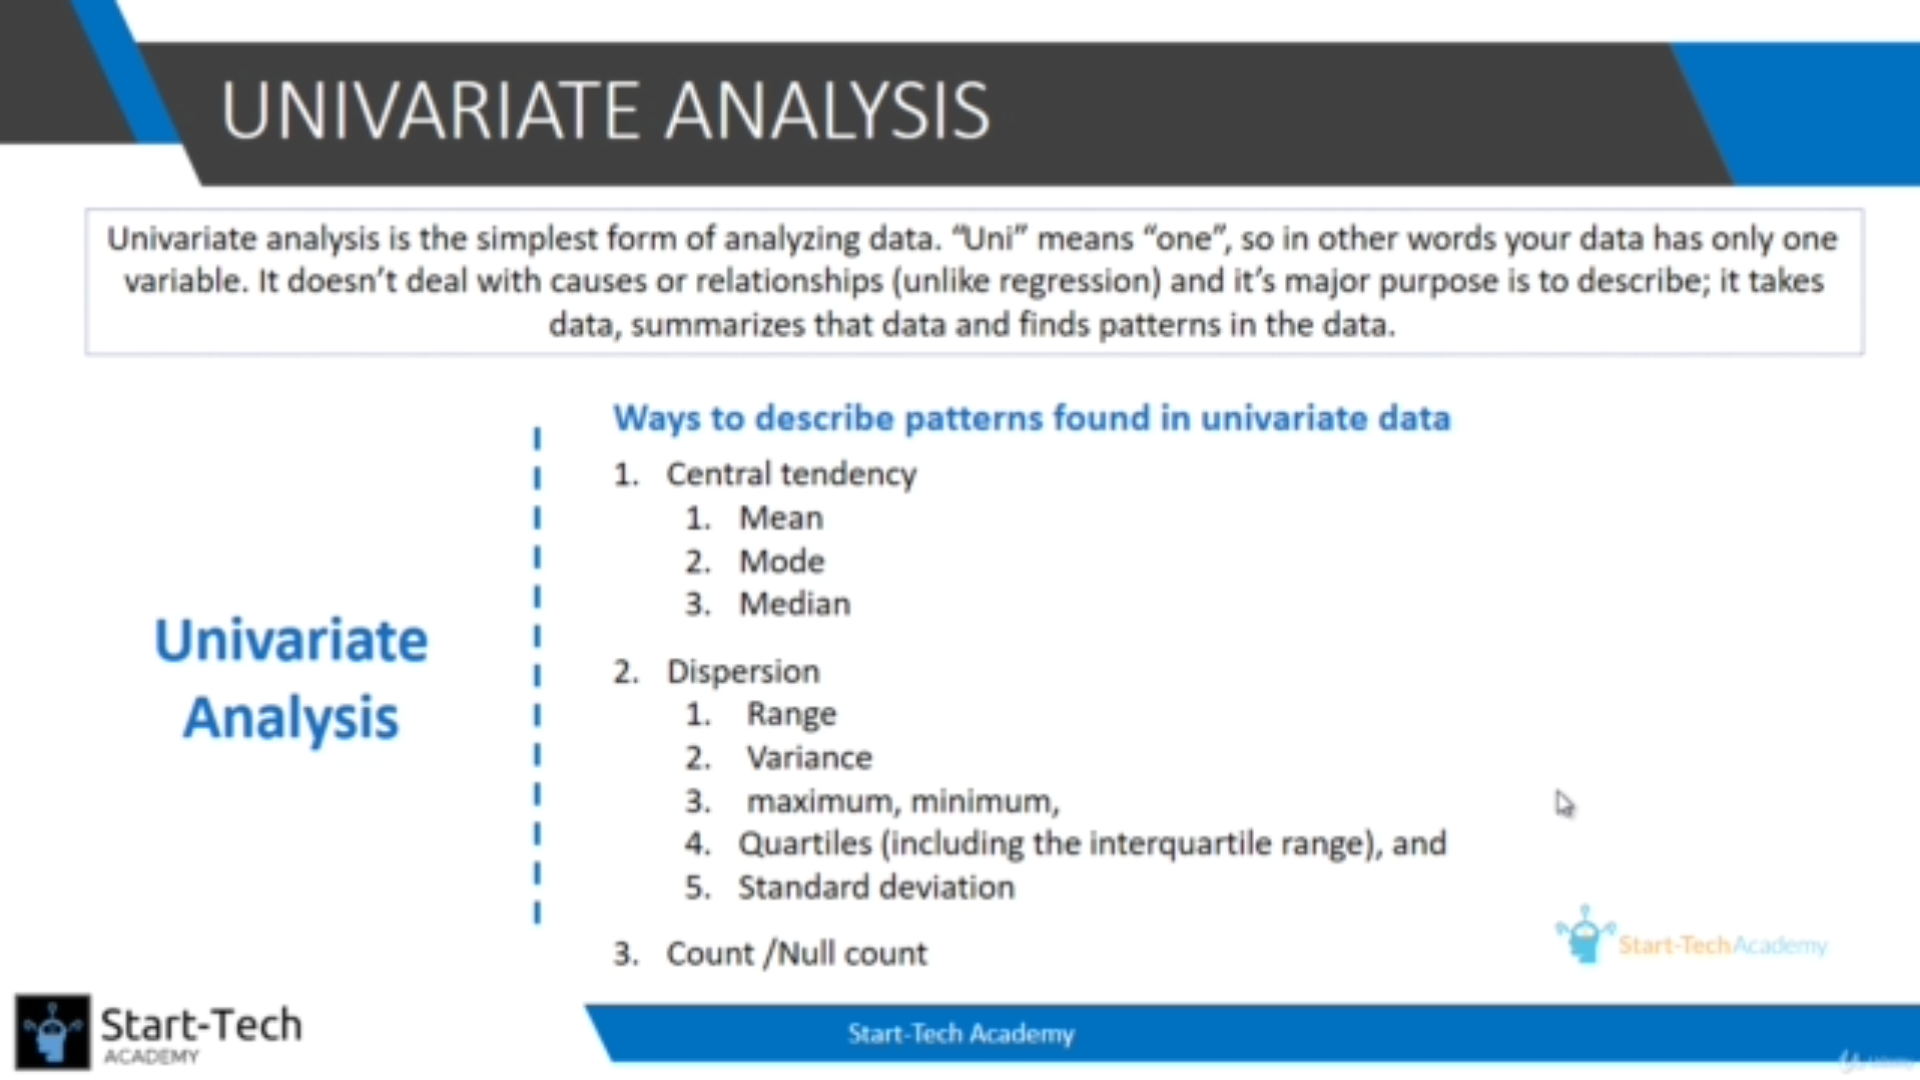 UNIVARIATE ANALYSIS
Univariate analysis is the simplest form of analyzing data. “Uni” means “one”, so in other words your data has only one
variable. It doesn’t deal with causes or relationships (unlike regression) and it’s major purpose is to describe; it takes
data, summarizes that data and finds patterns in the data.
Univariate
Analysis
Ways to describe patterns found in univariate data
1. Central tendency
1. Mean
2. Mode
3. Median
2. Dispersion
1. Range
2. Variance
3. maximum, minimum,
4. Quartiles (including the interquartile range), and
5. Standard deviation
3. Count /Null count
Start-TechAcademy
Start-Tech
ACADEMY
Start-Tech Academy